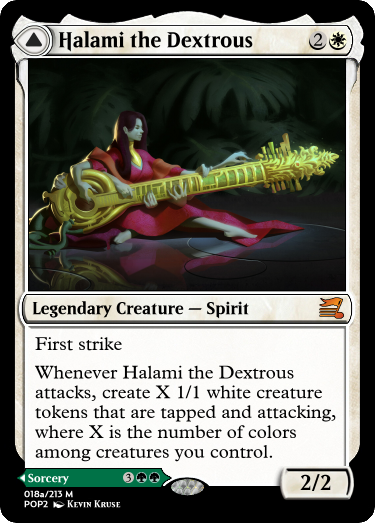 Halami the Dextrous 2
Legendary Creature — Spirit
First strike
Whenever Halami the Dextrous
attacks, create X 1/1 white creature
tokens that are tapped and attacking,
where X is the number of colors
among creatures you control.
Sorcery 3
2/2
018a/213 M
POP2 Kevin Kruse